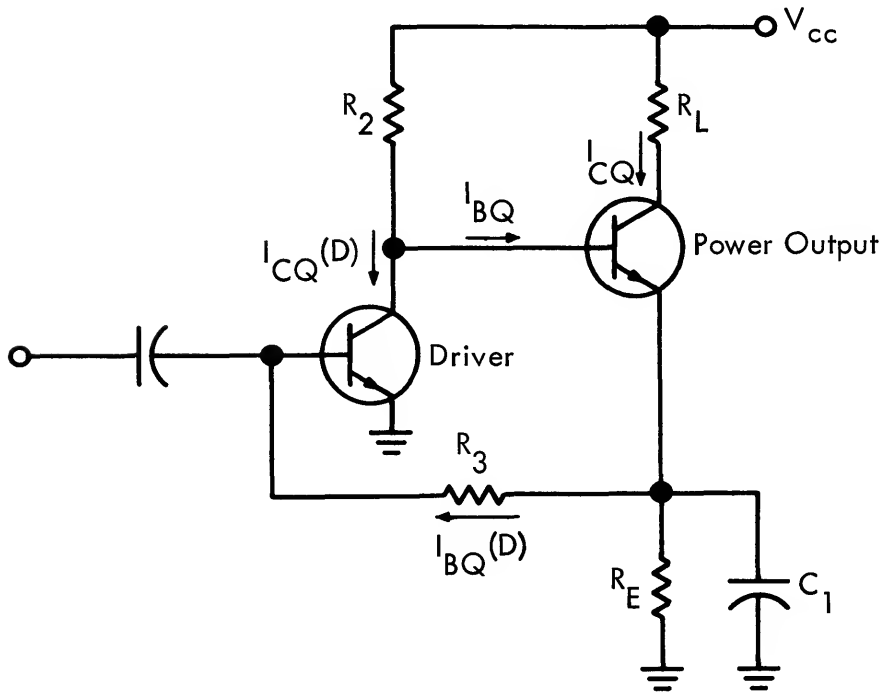 V_cc
R_2
R_L
I_CQ
I_BQ
I_CQ(D)
Power Output
Driver
R_3
I_BQ(D)
R_E
C_1